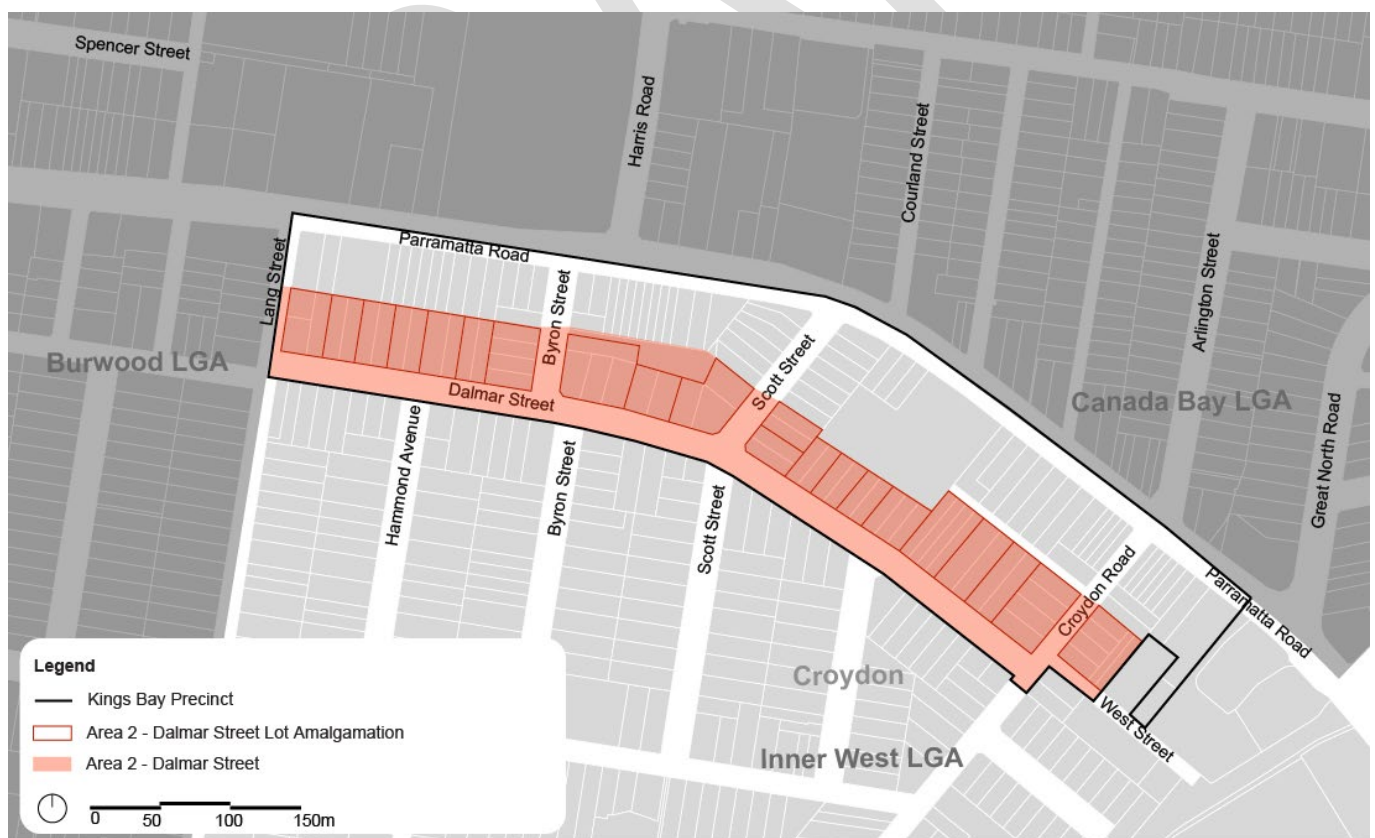 Spencer Street
Harris Road
Courland Street
Arlington Street
Great North Road
Parramatta Road
Lang Street
Byron Street
Scott Street
Burwood LGA
Canada Bay LGA
Dalmar Street
Hammond Avenue
Byron Street
Scott Street
Croydon Road
Parramatta Road
Croydon
West Street
Inner West LGA
Legend
Kings Bay Precinct
Area 2 - Dalmar Street Lot Amalgamation
Area 2 - Dalmar Street
0 50 100 150m